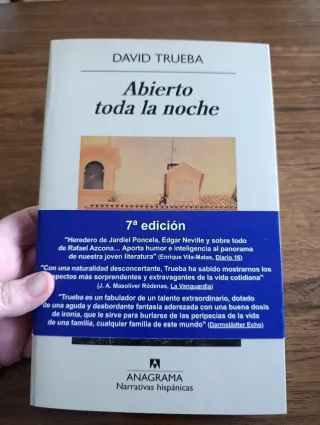 DAVID TRUEBA
Abierto
toda la noche
7ª edición
"Heredero de Jardiel Poncela, Edgar Neville y sobre todo
de Rafael Azcona... Aporta humor e inteligencia al panorama
de nuestra joven literatura" (Enrique Vila-Matas, Diario 16)
"Con una naturalidad desconcertante, Trueba ha sabido mostrarnos los
pectos más sorprendentes y extravagantes de la vida cotidiana"
(J. A. Masoliver Ródenas, La Vanguardia)
"Trueba es un fabulador de un talento extraordinario, dotado
de una aguda y desbordante fantasía aderezada con una buena dosis
de ironía, que le sirve para burlarse de las peripecias de la vida
de una familia, cualquier familia de este mundo" (Darmstädter Echo)
ANAGRAMA
Narrativas hispánicas